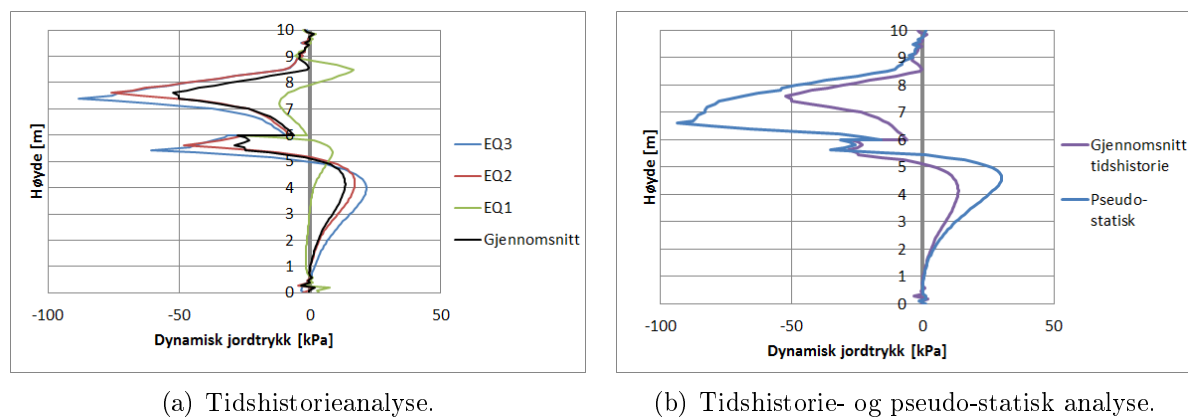 10
9
8
7
6
5
4
3
2
1
0
-100
-50
0
50
Høyde [m]
Dynamisk jordtrykk [kPa]
EQ3
EQ2
EQ1
Gjennomsnitt
(a) Tidshistorieanalyse.
10
9
8
7
6
5
4
3
2
1
0
-100
-50
0
50
Høyde [m]
Dynamisk jordtrykk [kPa]
Gjennomsnitt
tidshistorie
Pseudo-
statisk
(b) Tidshistorie- og pseudo-statisk analyse.